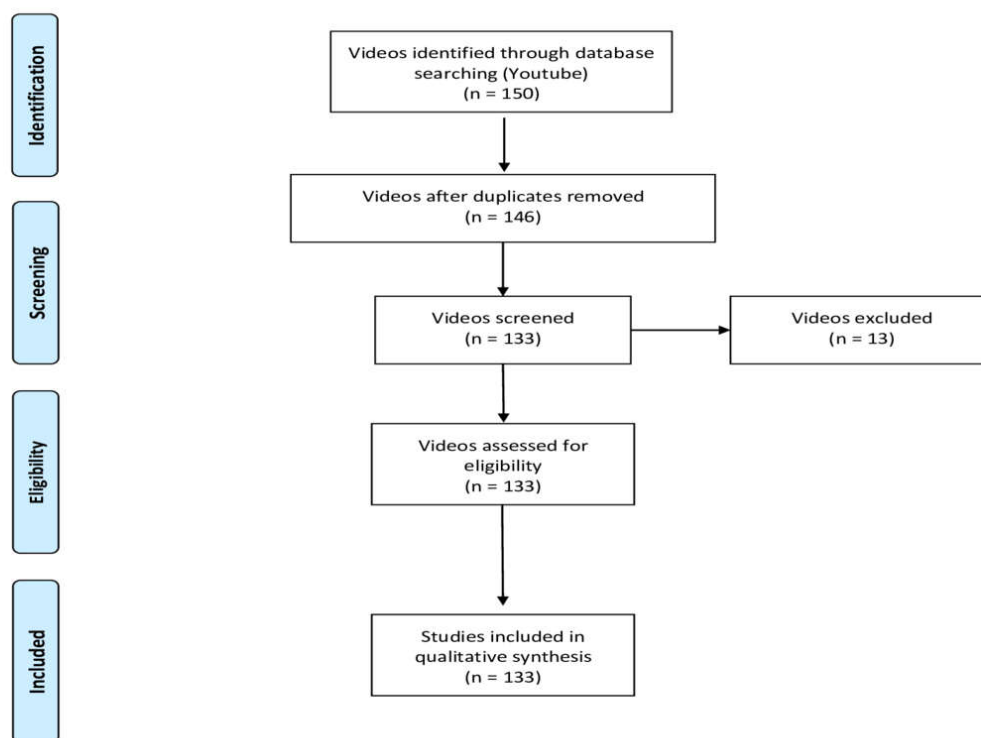 Identification
Videos identified through database
searching (Youtube)
(n = 150)
Videos after duplicates removed
(n = 146)
Screening
Videos screened
(n = 133)
Videos excluded
(n = 13)
Eligibility
Videos assessed for
eligibility
(n = 133)
Included
Studies included in
qualitative synthesis
(n = 133)